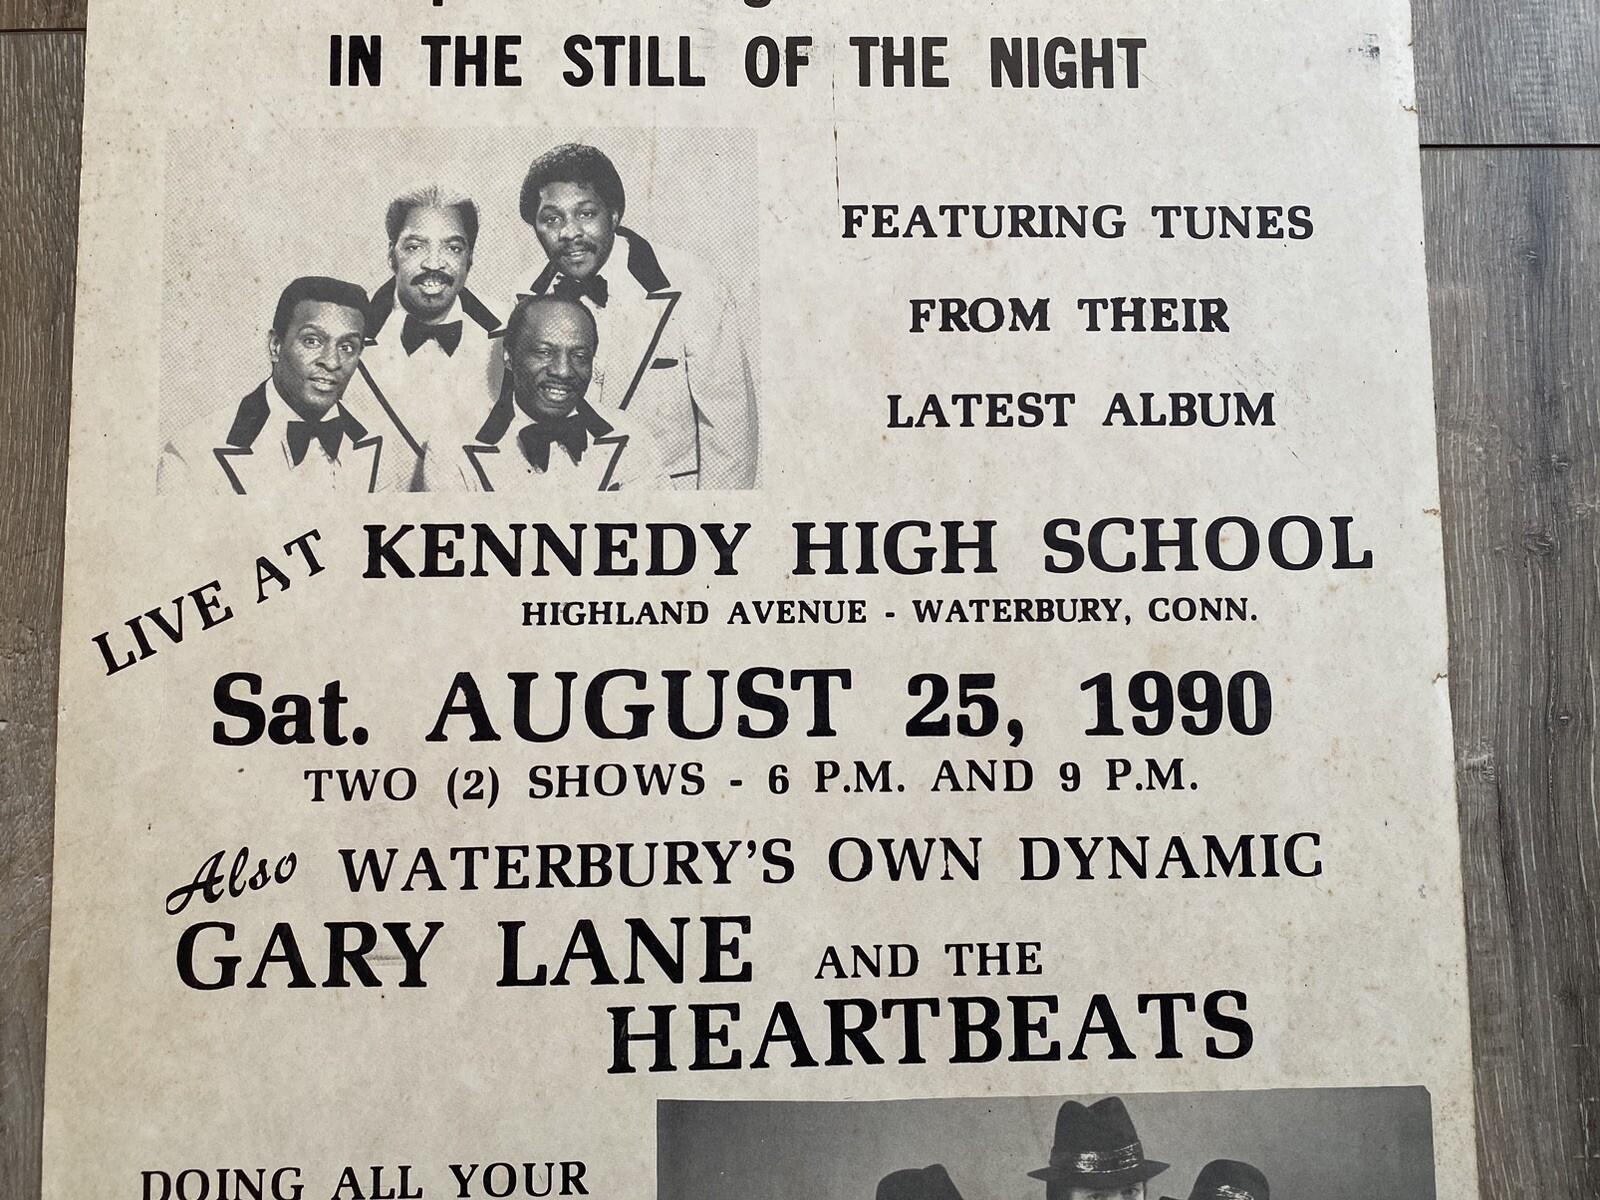 IN THE STILL OF THE NIGHT
FEATURING TUNES
FROM THEIR
LATEST ALBUM
LIVE AT KENNEDY HIGH SCHOOL
HIGHLAND AVENUE - WATERBURY, CONN.
Sat. AUGUST 25, 1990
TWO (2) SHOWS - 6 P.M. AND 9 P.M.
Also WATERBURY'S OWN DYNAMIC
GARY LANE AND THE
HEARTBEATS
DOING ALL YOUR